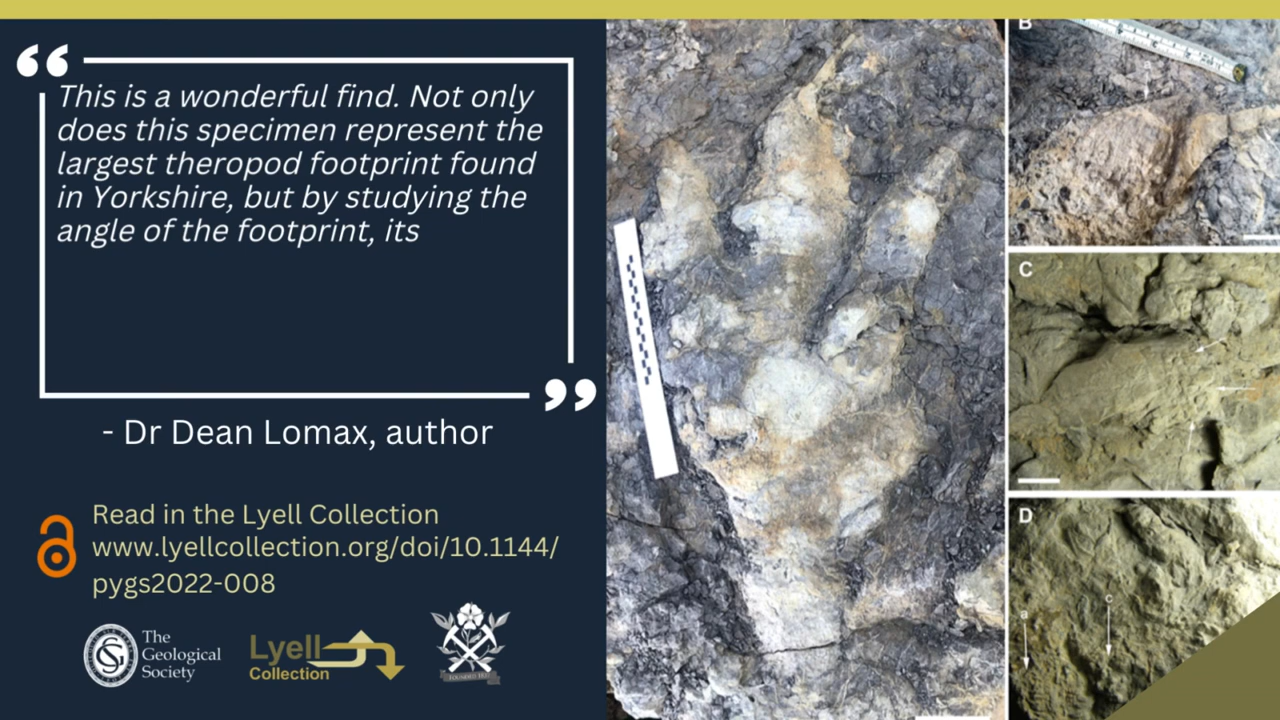 This is a wonderful find. Not only
does this specimen represent the
largest theropod footprint found
in Yorkshire, but by studying the
angle of the footprint, its
- Dr Dean Lomax, author
Read in the Lyell Collection
www.lyellcollection.org/doi/10.1144/
pygs2022-008
The
Geological
Society
Lyell
Collection
B
C
D
a
c